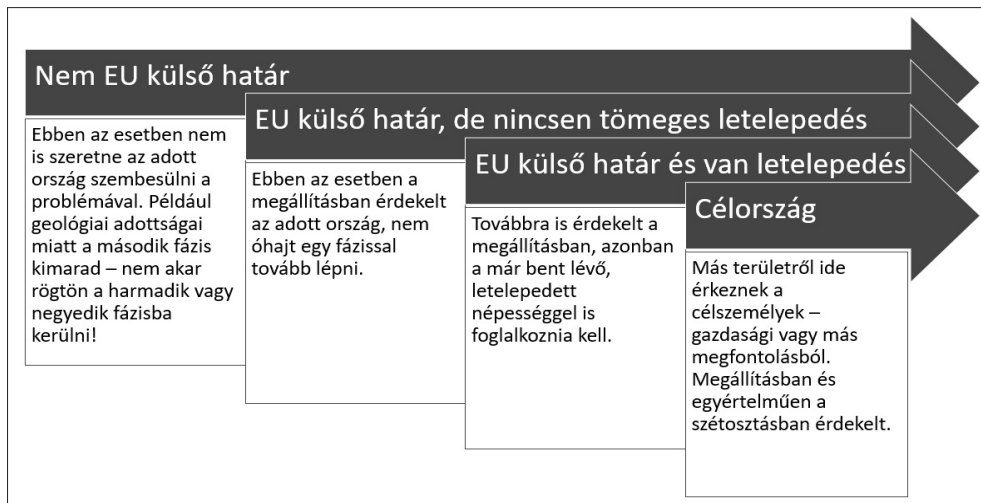 Nem EU külső határ
Ebben az esetben nem
is szeretne az adott
ország szembesülni a
problémával. Például
geológiai adottságai
miatt a második fázis
kimarad – nem akar
rögtön a harmadik vagy
negyedik fázisba
kerülni!
EU külső határ, de nincsen tömeges letelepedés
Ebben az esetben a
megállításban érdekelt
az adott ország, nem
óhajt egy fázissal
tovább lépni.
EU külső határ és van letelepedés
Továbbra is érdekelt a
megállításban, azonban
a már bent lévő,
letelepedett
népességgel is
foglalkoznia kell.
Célország
Más területről ide
érkeznek a
célszemélyek –
gazdasági vagy más
megfontolásból.
Megállításban és
egyértelműen a
szétosztásban érdekelt.